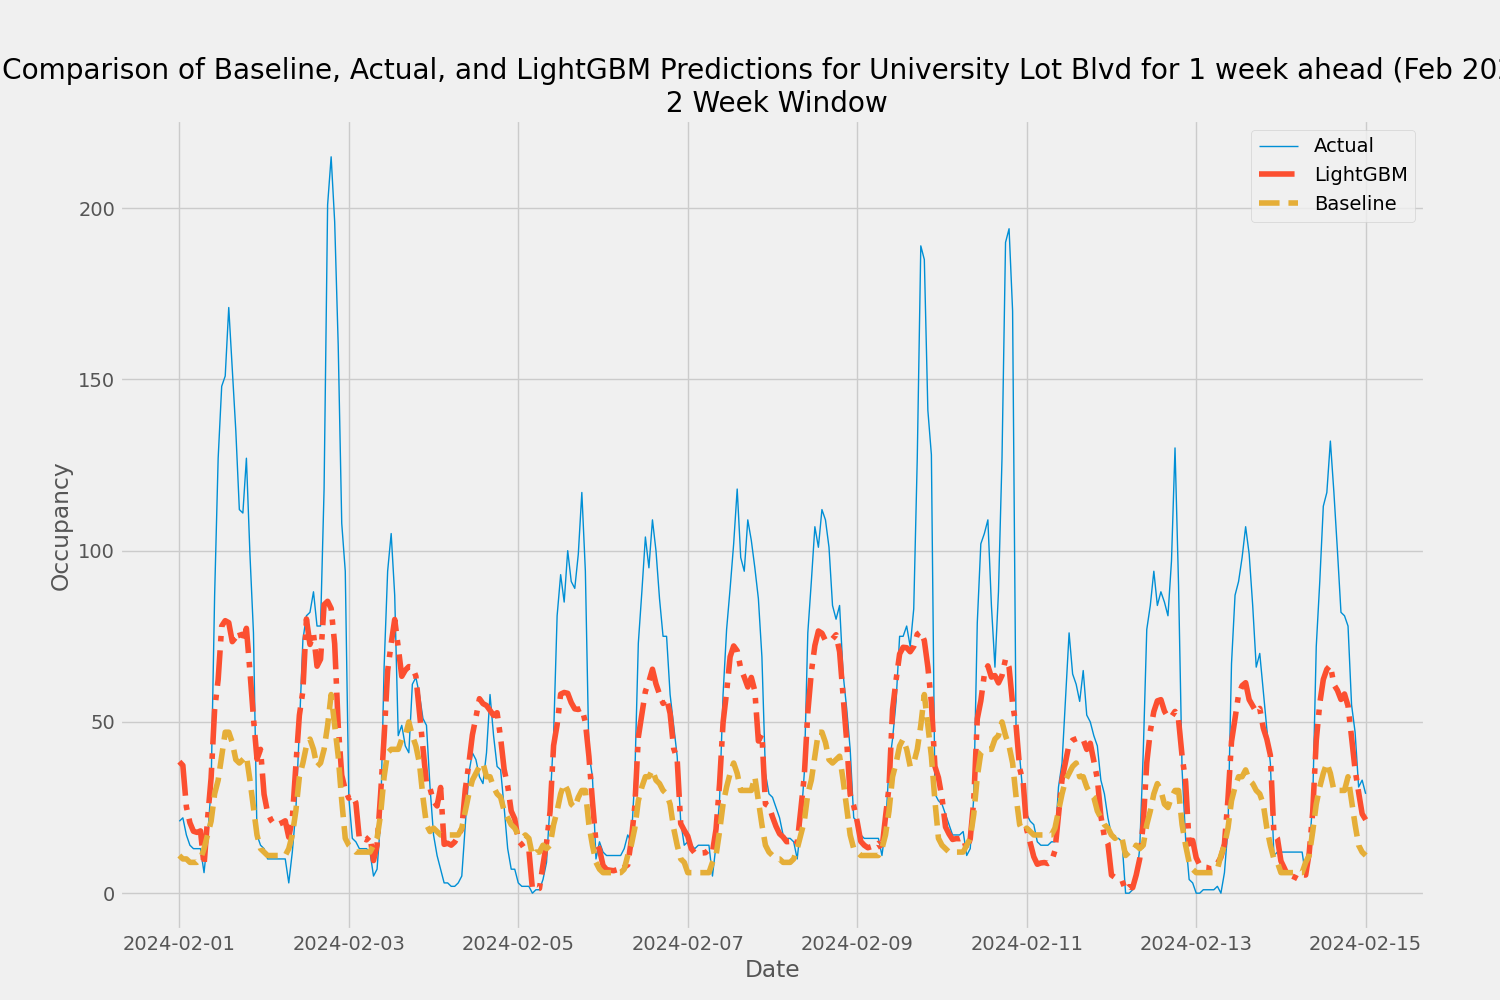 Comparison of Baseline, Actual, and LightGBM Predictions for University Lot Blvd for 1 week ahead (Feb
2 Week Window
Actual
LightGBM
Baseline
200
150
100
50
0
Occupancy
2024-02-01 2024-02-03 2024-02-05 2024-02-07 2024-02-09 2024-02-11 2024-02-13 2024-02-15
Date